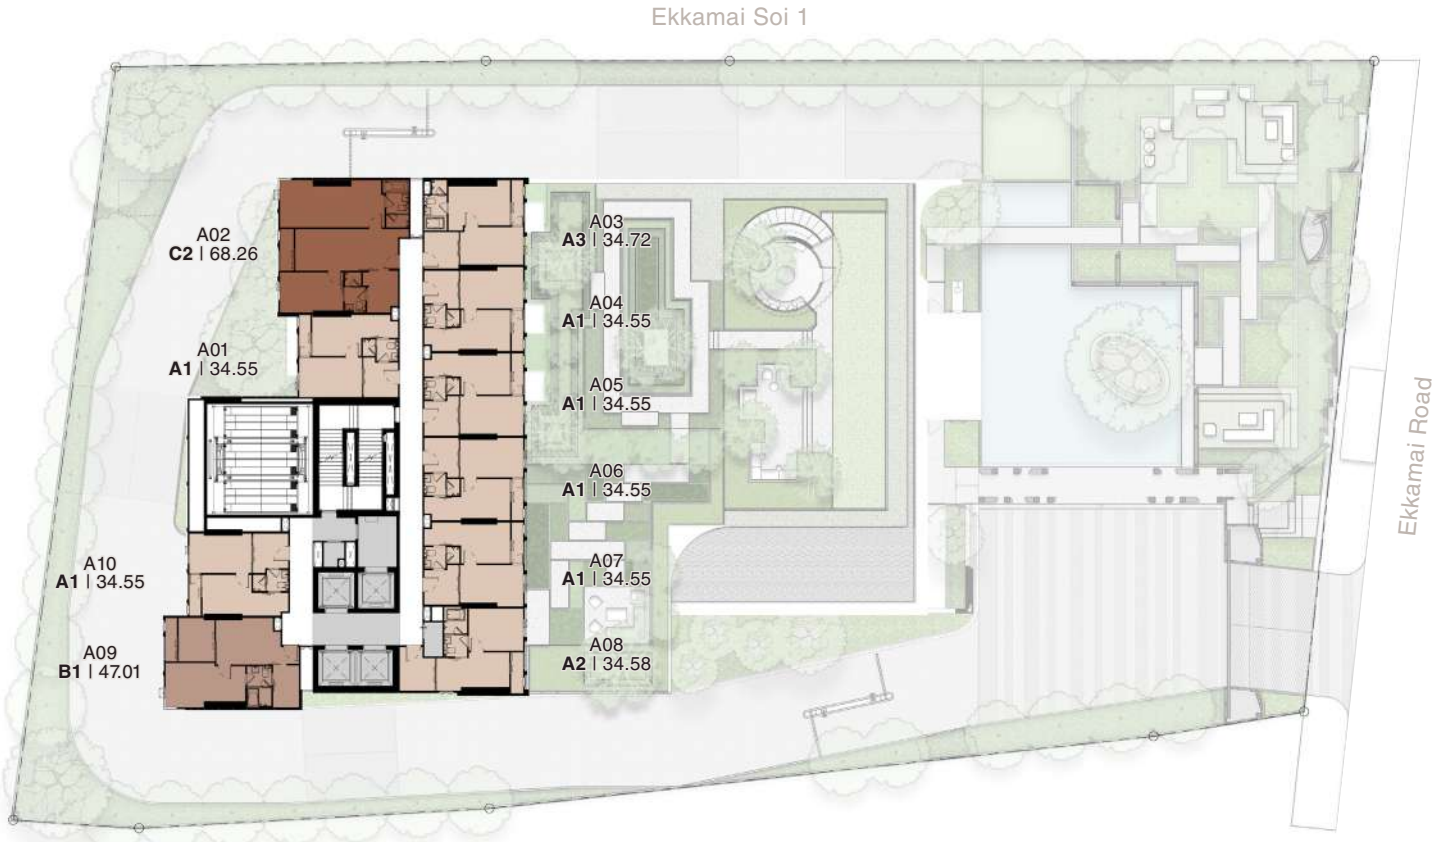 Ekkamai Soi 1
A02
C2 | 68.26
A03
A3 | 34.72
A04
A1 | 34.55
A01
A1 | 34.55
A05
A1 | 34.55
A06
A1 | 34.55
A07
A1 | 34.55
A10
A1 | 34.55
A08
A2 | 34.58
A09
B1 | 47.01
Ekkamai Road